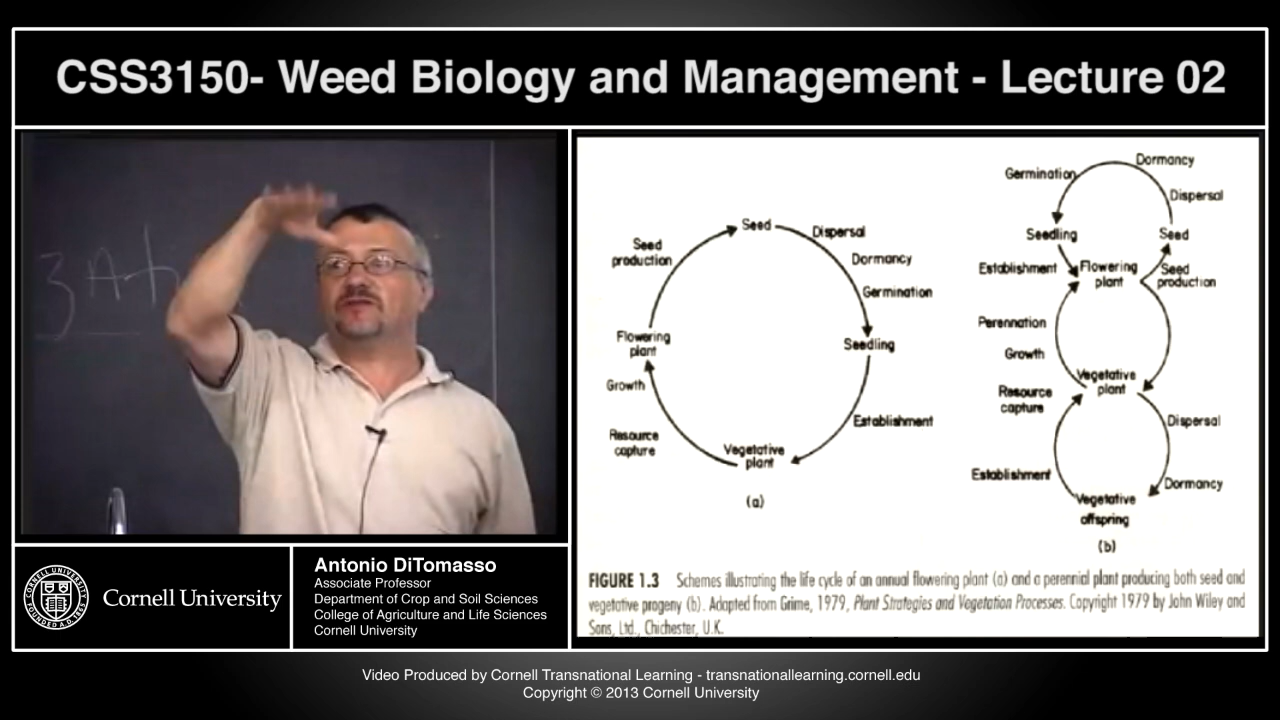 CSS3150- Weed Biology and Management - Lecture 02
Cornell University
Antonio DiTomasso
Associate Professor
Department of Crop and Soil Sciences
College of Agriculture and Life Sciences
Cornell University
Seed
Dispersal
Dormancy
Germination
Seedling
Establishment
Vegetative
plant
Resource
capture
Growth
Flowering
plant
Seed
production
(a)
Dormancy
Germination
Dispersal
Seedling
Seed
Establishment
Flowering
plant
Seed
production
Perennation
Growth
Vegetative
plant
Resource
capture
Dispersal
Establishment
Dormancy
Vegetative
offspring
(b)
FIGURE 1.3 Schemes illustrating the life cycle of an annual flowering plant (a) and a perennial plant producing both seed and
vegetative progeny (b). Adapted from Grime, 1979, Plant Strategies and Vegetation Processes. Copyright 1979 by John Wiley and
Sons, Ltd., Chichester, U.K.
Video Produced by Cornell Transnational Learning - transnationallearning.cornell.edu
Copyright © 2013 Cornell University